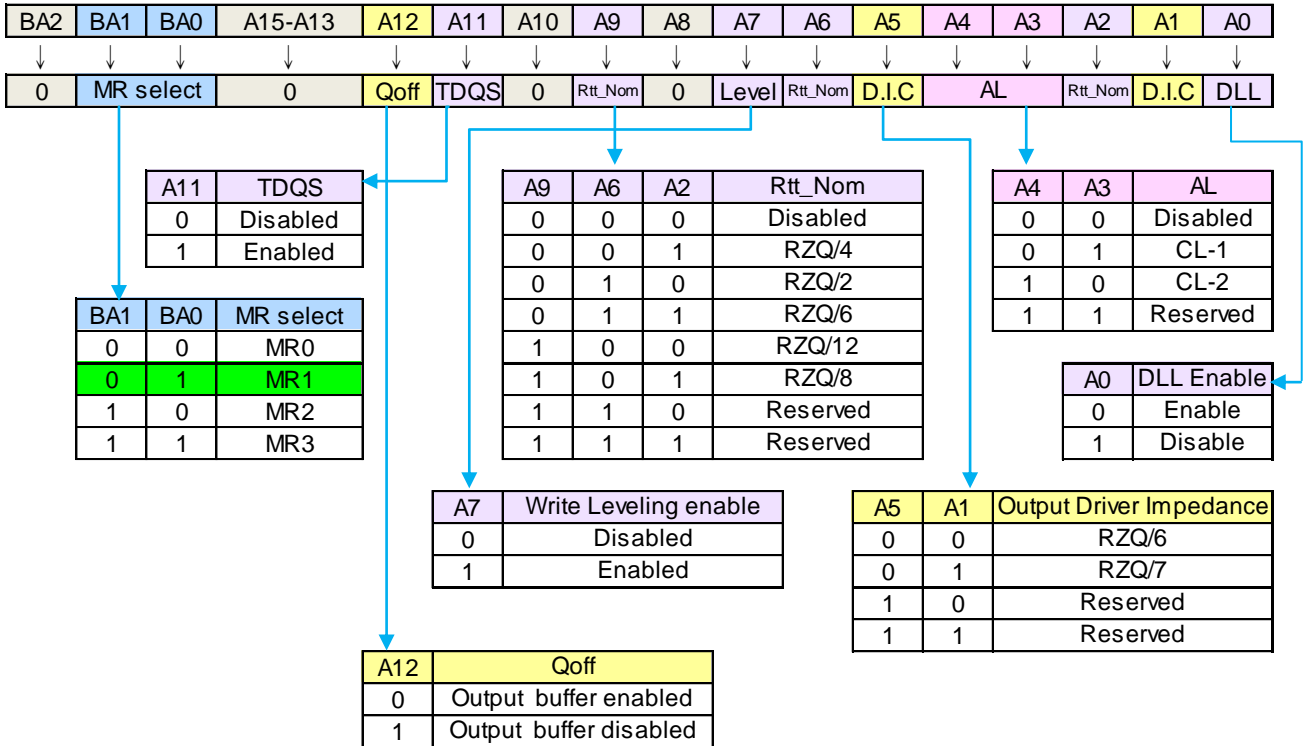 BA2 BA1 BA0 A15-A13 A12 A11 A10 A9 A8 A7 A6 A5 A4 A3 A2 A1 A0
0 MR select 0 Qoff TDQS 0 Rtt_Nom 0 Level Rtt_Nom D.I.C AL Rtt_Nom D.I.C DLL
A11 TDQS
0 Disabled
1 Enabled
A9 A6 A2 Rtt_Nom
0 0 0 Disabled
0 0 1 RZQ/4
0 1 0 RZQ/2
0 1 1 RZQ/6
1 0 0 RZQ/12
1 0 1 RZQ/8
1 1 0 Reserved
1 1 1 Reserved
A4 A3 AL
0 0 Disabled
0 1 CL-1
1 0 CL-2
1 1 Reserved
BA1 BA0 MR select
0 0 MR0
0 1 MR1
1 0 MR2
1 1 MR3
A0 DLL Enable
0 Enable
1 Disable
A7 Write Leveling enable
0 Disabled
1 Enabled
A5 A1 Output Driver Impedance
0 0 RZQ/6
0 1 RZQ/7
1 0 Reserved
1 1 Reserved
A12 Qoff
0 Output buffer enabled
1 Output buffer disabled